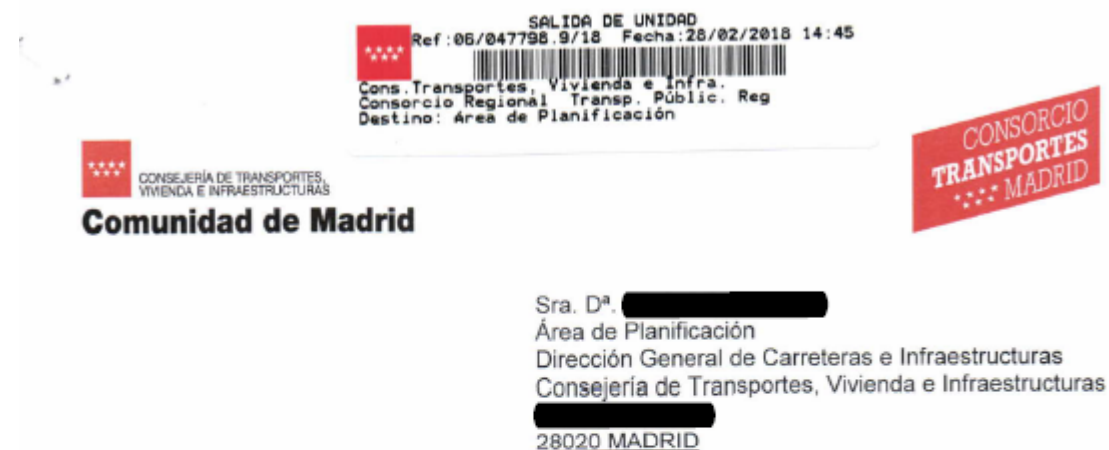 SALIDA DE UNIDAD
Ref:06/047798.9/18 Fecha:28/02/2018 14:45
Cons.Transportes, Vivienda e Infra.
Consorcio Regional Transp. Públic. Reg
Destino: Área de Planificación
CONSORCIO
TRANSPORTES
MADRID
CONSEJERÍA DE TRANSPORTES,
VIVIENDA E INFRAESTRUCTURAS
Comunidad de Madrid
Sra. Dª.
Área de Planificación
Dirección General de Carreteras e Infraestructuras
Consejería de Transportes, Vivienda e Infraestructuras
28020 MADRID